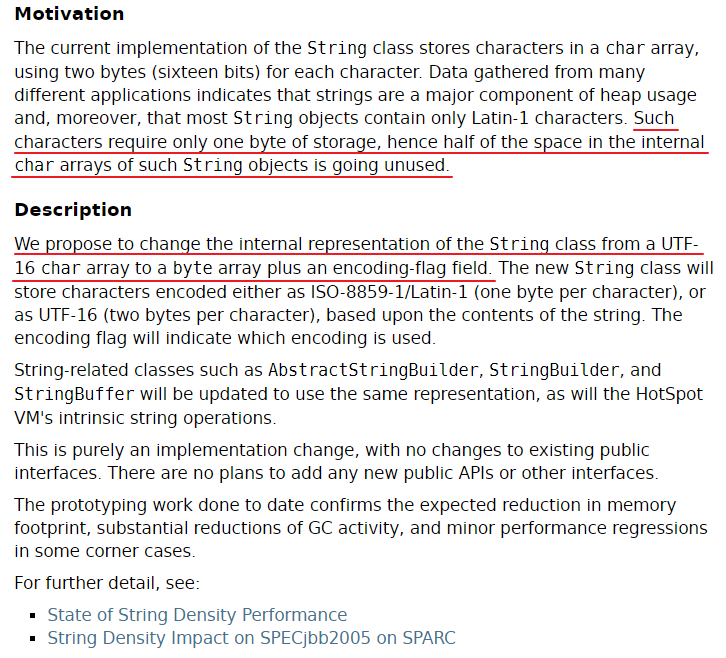 Motivation
The current implementation of the String class stores characters in a char array,
using two bytes (sixteen bits) for each character. Data gathered from many
different applications indicates that strings are a major component of heap usage
and, moreover, that most String objects contain only Latin-1 characters. Such
characters require only one byte of storage, hence half of the space in the internal
char arrays of such String objects is going unused.
Description
We propose to change the internal representation of the String class from a UTF-
16 char array to a byte array plus an encoding-flag field. The new String class will
store characters encoded either as ISO-8859-1/Latin-1 (one byte per character), or
as UTF-16 (two bytes per character), based upon the contents of the string. The
encoding flag will indicate which encoding is used.
String-related classes such as AbstractStringBuilder, StringBuilder, and
StringBuffer will be updated to use the same representation, as will the HotSpot
VM's intrinsic string operations.
This is purely an implementation change, with no changes to existing public
interfaces. There are no plans to add any new public APIs or other interfaces.
The prototyping work done to date confirms the expected reduction in memory
footprint, substantial reductions of GC activity, and minor performance regressions
in some corner cases.
For further detail, see:
▪ State of String Density Performance
▪ String Density Impact on SPECjbb2005 on SPARC